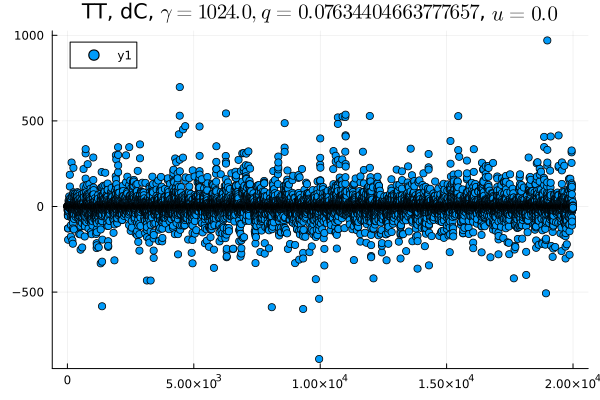 TT, dC, γ = 1024.0, q = 0.07634404663777657, u = 0.0
1000
y1
500
0
−500
0 5.00×10³ 1.00×10⁴ 1.50×10⁴ 2.00×10⁴